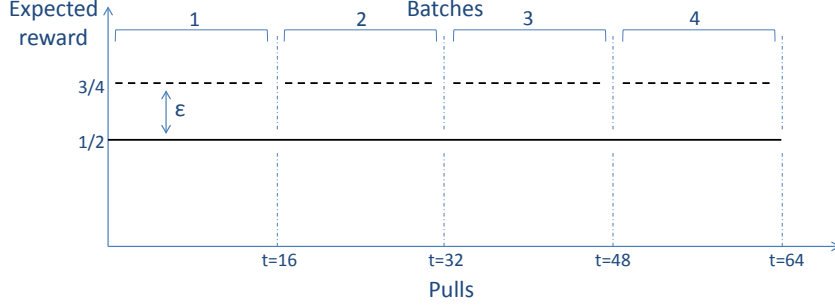 Expected
reward
Batches
1
2
3
4
3/4
ε
1/2
t=16
t=32
t=48
t=64
Pulls